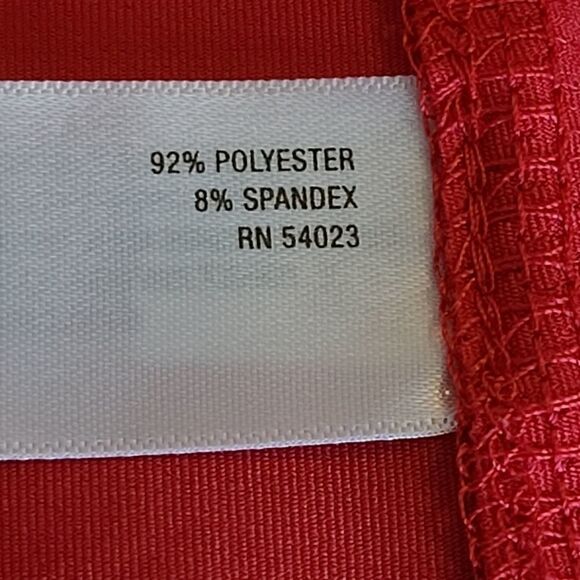 92% POLYESTER
8% SPANDEX
RN 54023